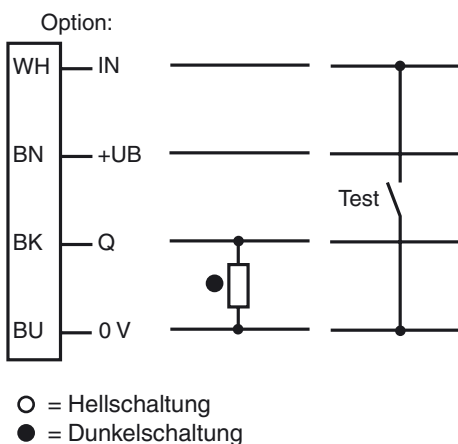 Option:
WH IN
BN +UB
Test
BK Q
BU 0 V
= Hellschaltung
= Dunkelschaltung